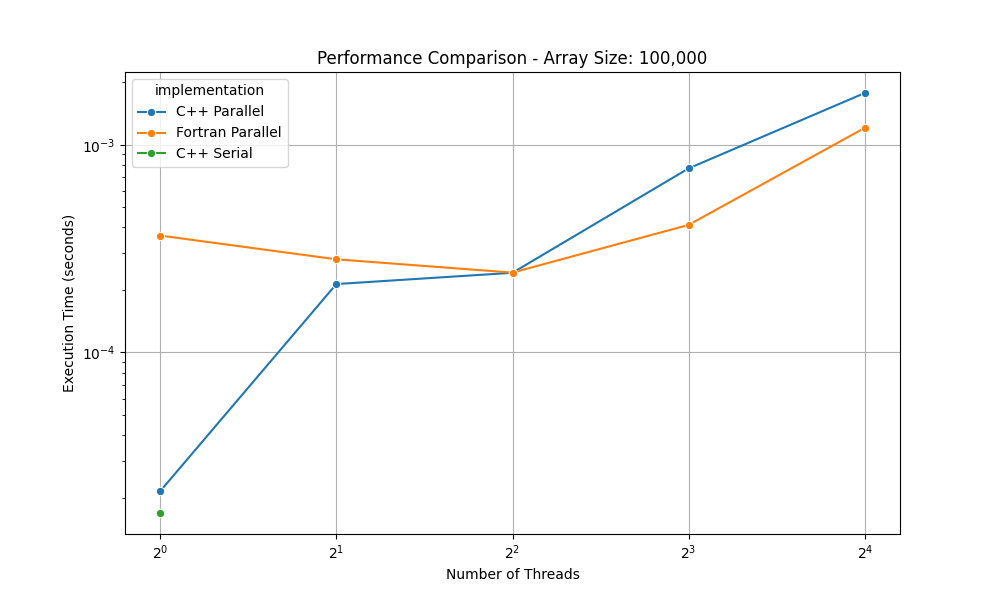 Performance Comparison - Array Size: 100,000
implementation
C++ Parallel
Fortran Parallel
C++ Serial
10⁻³
10⁻⁴
Execution Time (seconds)
2⁰ 2¹ 2² 2³ 2⁴
Number of Threads